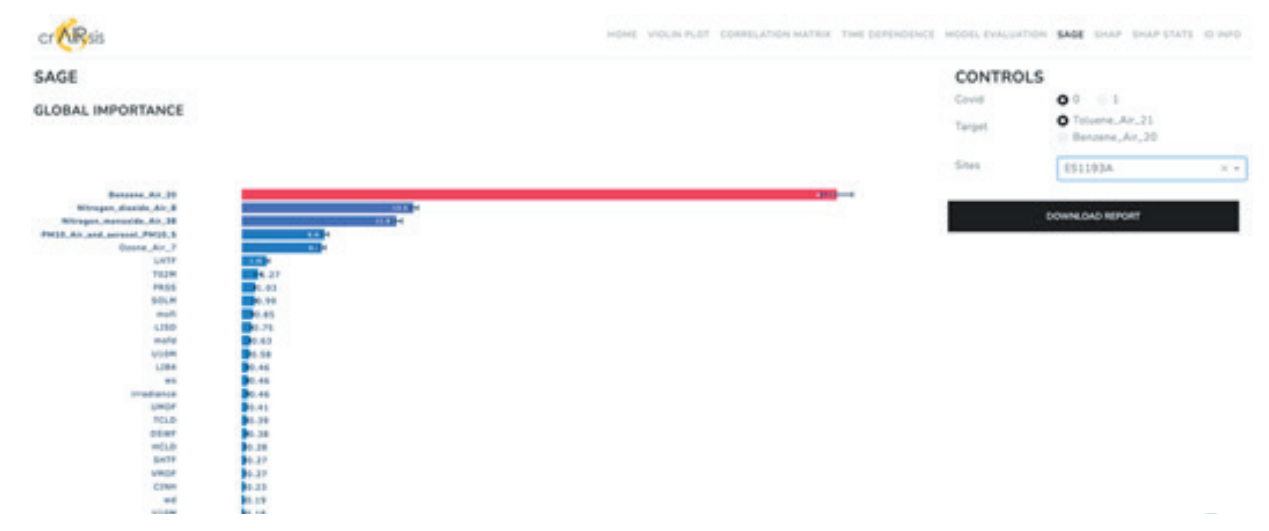 crAIRsis
HOME VIOLIN PLOT CORRELATION MATRIX TIME DEPENDENCE MODEL EVALUATION SAGE SHAP SHAP STATS ID INFO
SAGE
GLOBAL IMPORTANCE
CONTROLS
Covid 0 1
Target Toluene_Air_21
Benzene_Air_20
Sites ES1193A
DOWNLOAD REPORT
Benzene_Air_20
Nitrogen_dioxide_Air_8
Nitrogen_monoxide_Air_38
PM10_Air_and_aerosol_PM10_5
Ozone_Air_7
LHTF
T02M
PRSS 1.03
SOLM 0.99
mofi 0.85
LISD 0.75
mofd 0.63
U10M 0.58
LIB4 0.46
ws 0.46
irradiance 0.46
UMOF 0.41
TCLD 0.39
DSWF 0.38
HCLD 0.28
SHTF 0.27
VMOF 0.27
CINH 0.23
wd 0.19